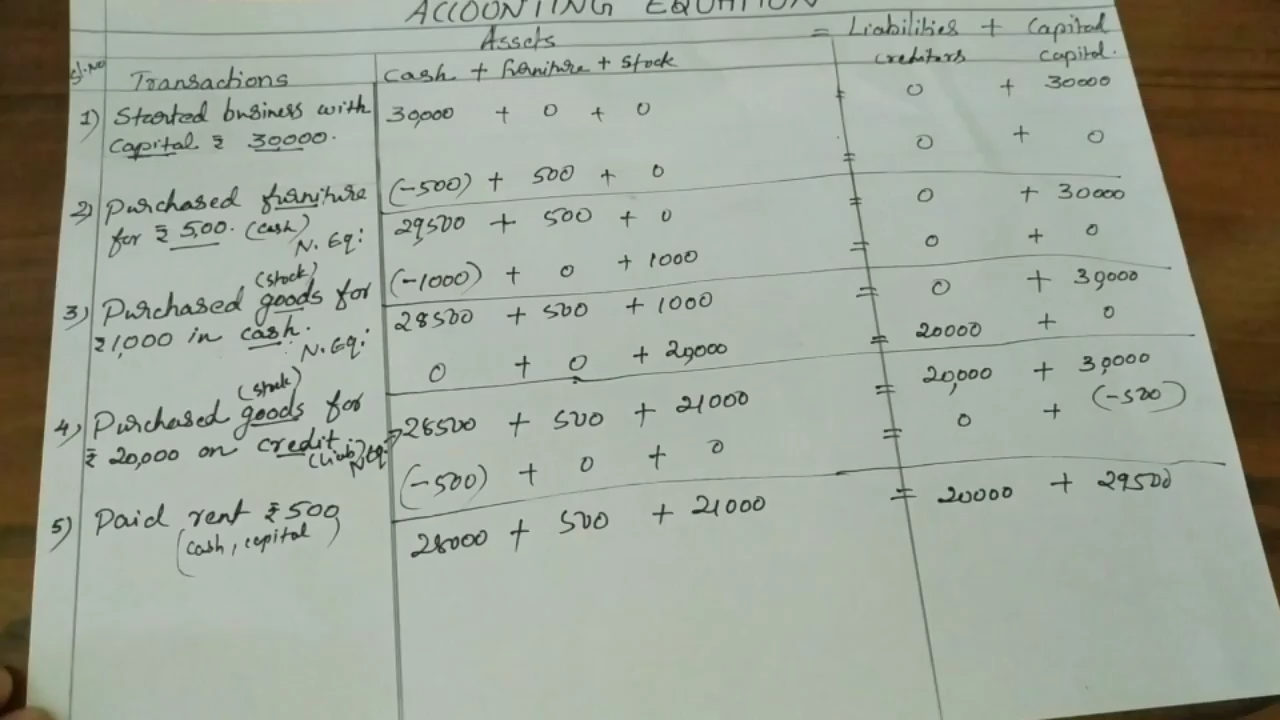 ACCOUNTING EQUATION
Assets = Liabilities + Capital
Sl.No Transactions Cash + furniture + Stock creditors capital.
1) Started business with 30,000 + 0 + 0 = 0 + 30000
capital ₹ 30,000. = 0 + 0
2) Purchased furniture (-500) + 500 + 0
for ₹ 500. (cash) N. Eq: 29,500 + 500 + 0 = 0 + 30000
(stock) (-1000) + 0 + 1000 = 0 + 0
3) Purchased goods for 28500 + 500 + 1000 = 0 + 30000
₹1,000 in cash. N. Eq: 0 + 0 + 20,000 = 20000 + 0
(stock)
4) Purchased goods for 28500 + 500 + 21000 = 20,000 + 30000
₹ 20,000 on credit (Liab) N.Eq: (-500) + 0 + 0 = 0 + (-500)
5) Paid rent ₹500 28000 + 500 + 21000 = 20000 + 29500
(cash, capital)